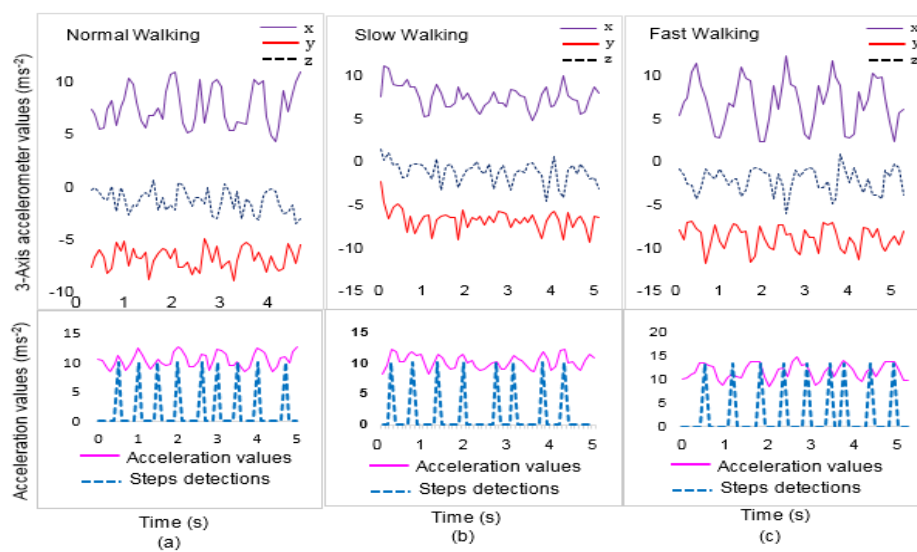 3-Axis accelerometer values (ms⁻²)
Normal Walking
x
y
z
10
5
0
-5
-10
0 1 2 3 4
Slow Walking
x
y
z
10
5
0
-5
-10
-15
0 1 2 3 4 5
Fast Walking
x
y
z
10
5
0
-5
-10
-15
0 1 2 3 4 5
Acceleration values (ms⁻²)
15
10
5
0
0 1 2 3 4 5
Acceleration values
Steps detections
Time (s)
(a)
15
10
5
0
0 1 2 3 4 5
Acceleration values
Steps detections
Time (s)
(b)
20
15
10
5
0
0 1 2 3 4 5
Acceleration values
Steps detections
Time (s)
(c)